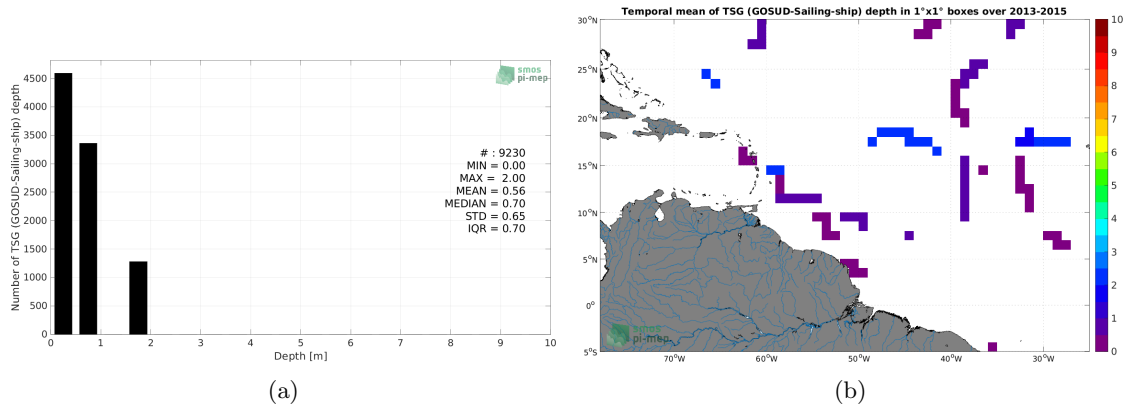 smos
pi-mep
Number of TSG (GOSUD-Sailing-ship) depth
4500
4000
3500
3000
2500
2000
1500
1000
500
0
# : 9230
MIN = 0.00
MAX = 2.00
MEAN = 0.56
MEDIAN = 0.70
STD = 0.65
IQR = 0.70
0 1 2 3 4 5 6 7 8 9 10
Depth [m]
(a)
Temporal mean of TSG (GOSUD-Sailing-ship) depth in 1°x1° boxes over 2013-2015
30°N
25°N
20°N
15°N
10°N
5°N
0°
5°S
70°W 60°W 50°W 40°W 30°W
smos
pi-mep
10
9
8
7
6
5
4
3
2
1
0
(b)